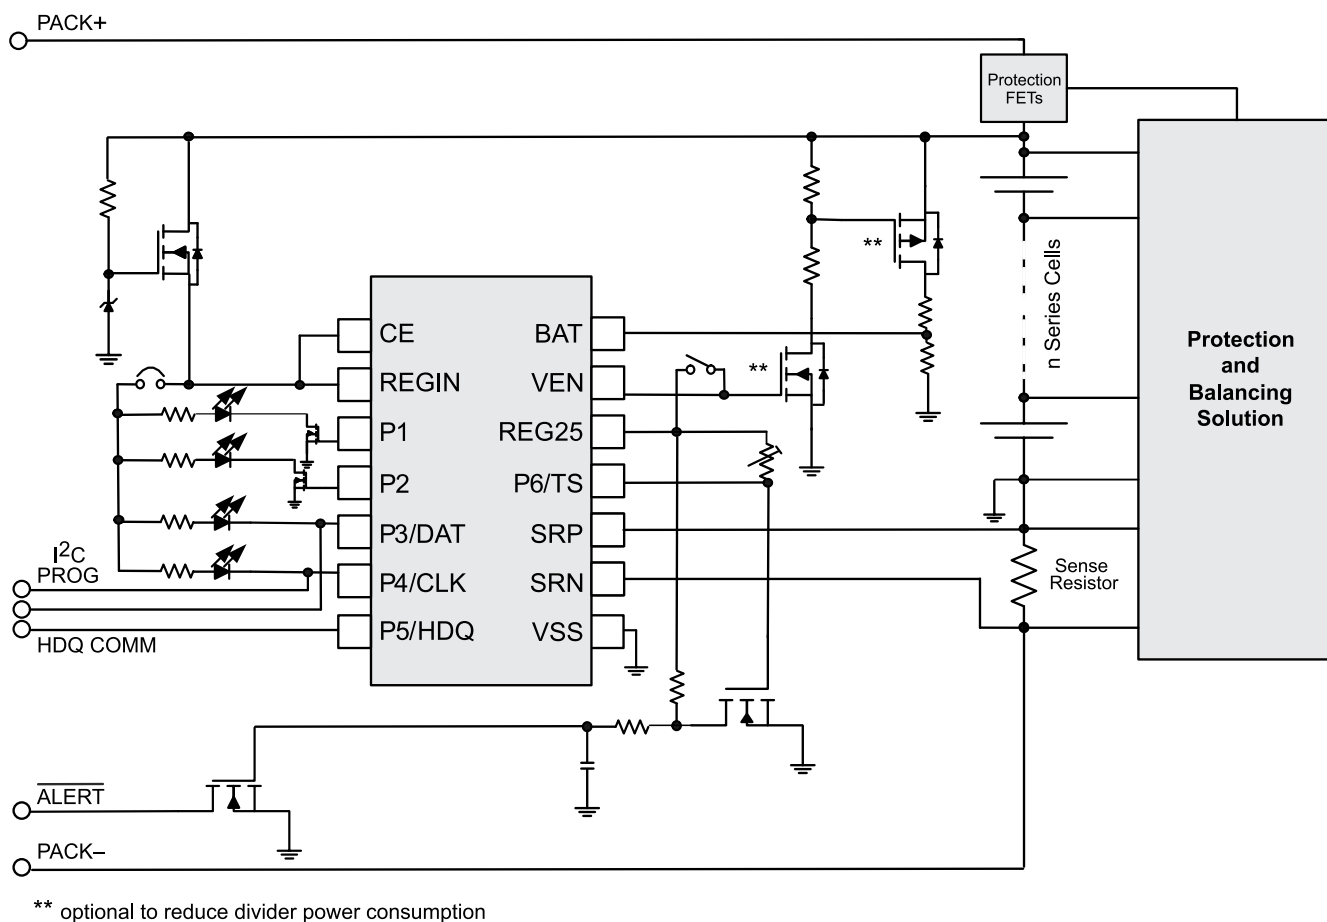 PACK+
Protection
FETs
**
n Series Cells
Protection
and
Balancing
Solution
CE
BAT
REGIN
VEN
**
P1
REG25
P2
P6/TS
P3/DAT
SRP
P4/CLK
SRN
P5/HDQ
VSS
I²C
PROG
HDQ COMM
Sense
Resistor
ALERT
PACK–
** optional to reduce divider power consumption